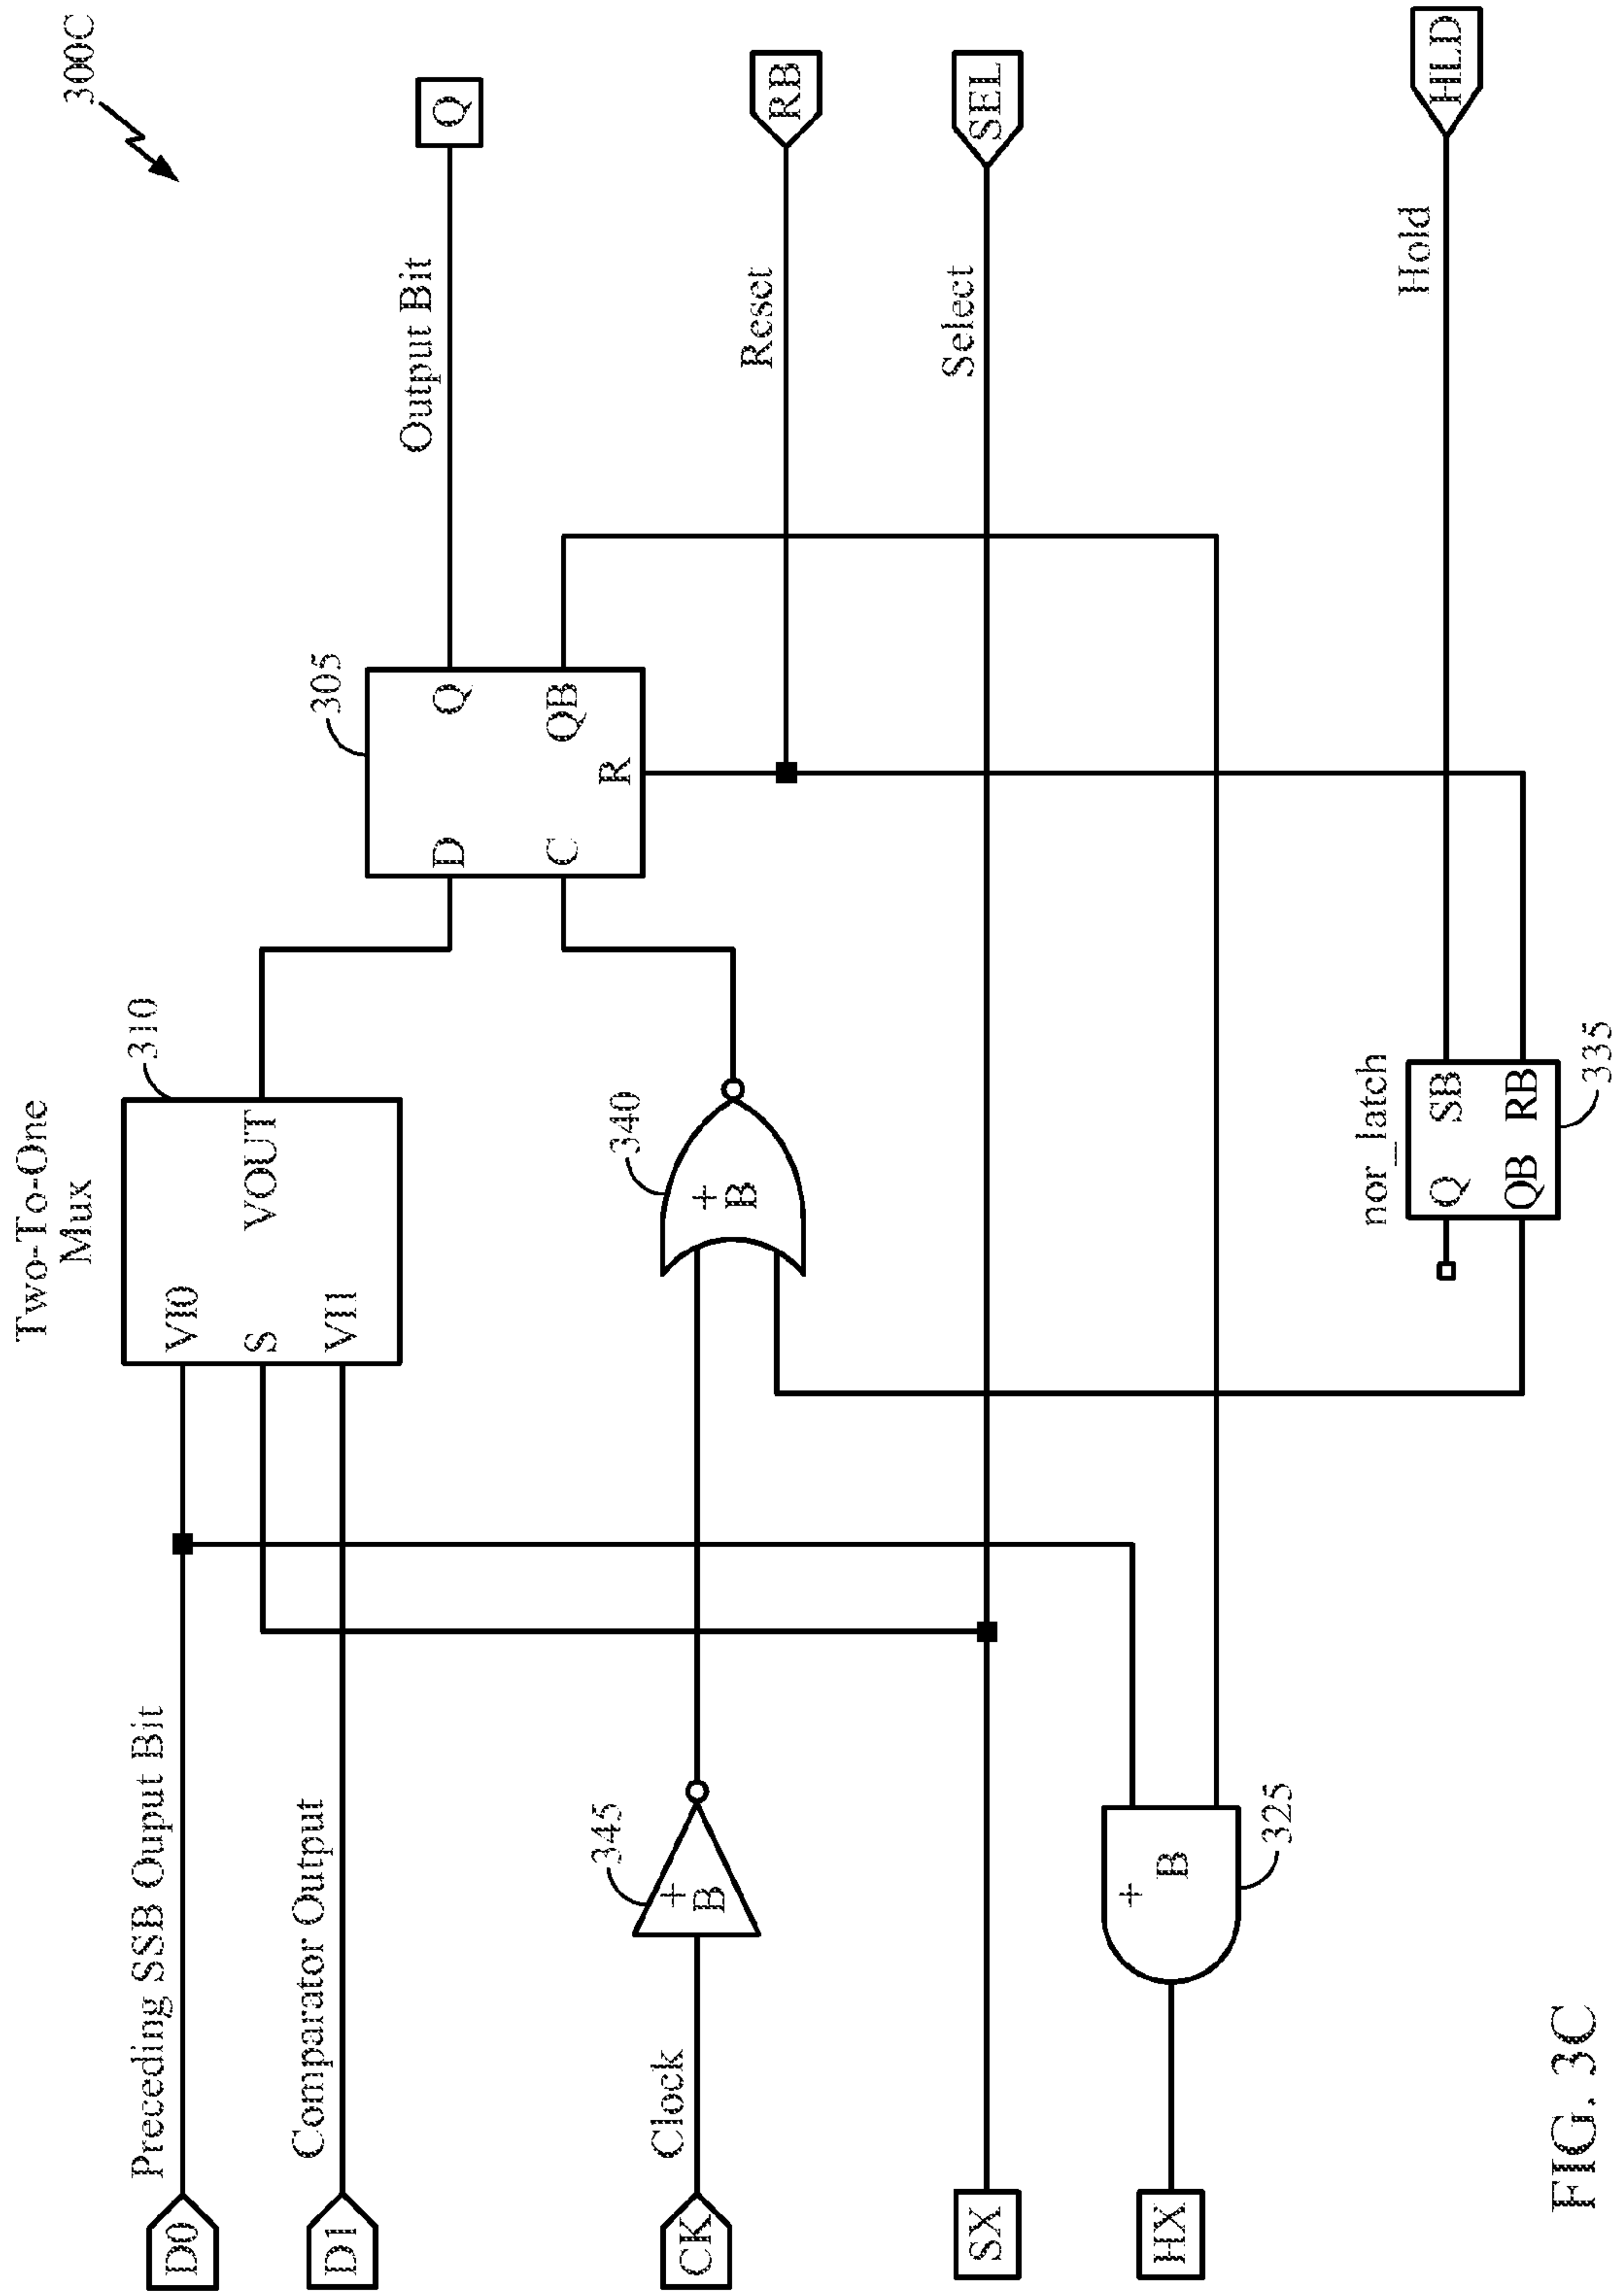 300C
Two-To-One
Mux
310
VII0
S
VII1
VOUT
305
D
Q
C
QB
R
Q
Output Bit
RB
Reset
SEL
Select
HLD
Hold
D0
Preceding SSB Ouput Bit
D1
Comparator Output
CK
Clock
345
+
B
340
+
B
SX
HX
325
+
B
nor_latch
Q
SB
QB
RB
335
FIG. 3C